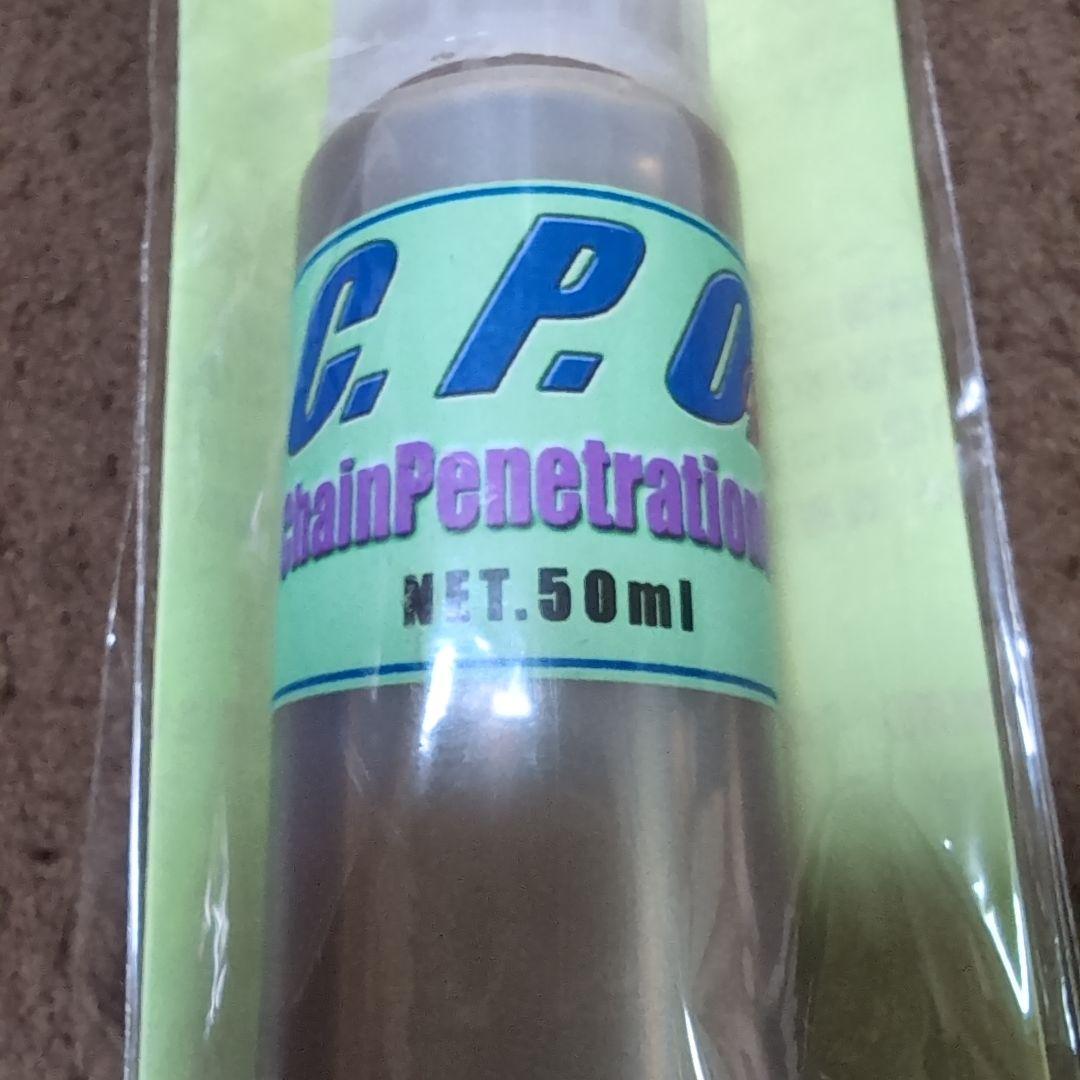 C. P. O
ChainPenetration
NET.50ml